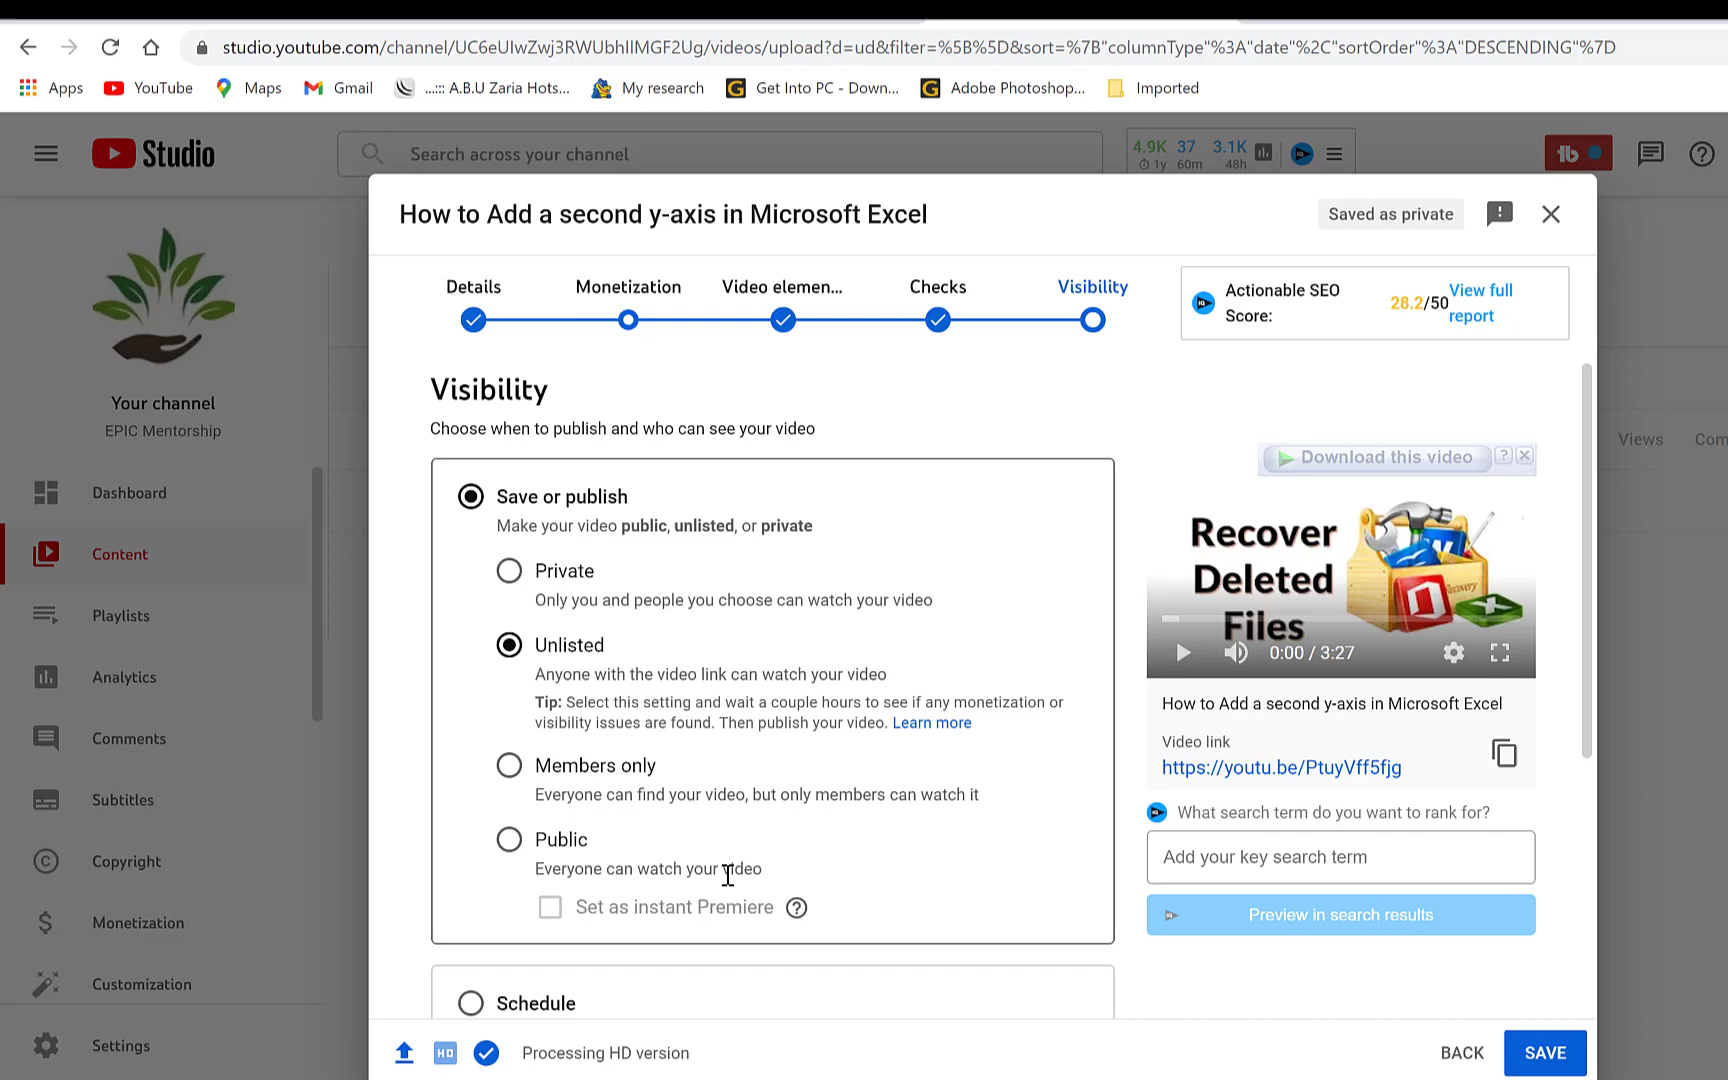 studio.youtube.com/channel/UC6eUIwZwj3RWUbhIIMGF2Ug/videos/upload?d=ud&filter=%5B%5D&sort=%7B"columnType"%3A"date"%2C"sortOrder"%3A"DESCENDING"%7D
Apps YouTube Maps Gmail ...::: A.B.U Zaria Hots... My research Get Into PC - Down... Adobe Photoshop... Imported
Studio
Search across your channel
4.9K 37 3.1K
1y 60m 48h
tb
How to Add a second y-axis in Microsoft Excel
Saved as private
Details Monetization Video elemen... Checks Visibility
Actionable SEO Score: 28.2/50 View full report
Your channel
EPIC Mentorship
Dashboard
Content
Playlists
Analytics
Comments
Subtitles
Copyright
Monetization
Customization
Settings
Visibility
Choose when to publish and who can see your video
Save or publish
Make your video public, unlisted, or private
Private
Only you and people you choose can watch your video
Unlisted
Anyone with the video link can watch your video
Tip: Select this setting and wait a couple hours to see if any monetization or
visibility issues are found. Then publish your video. Learn more
Members only
Everyone can find your video, but only members can watch it
Public
Everyone can watch your video
Set as instant Premiere
Schedule
Views Com
Download this video
Recover
Deleted
Files
Recovery
0:00 / 3:27
How to Add a second y-axis in Microsoft Excel
Video link
https://youtu.be/PtuyVff5fjg
What search term do you want to rank for?
Add your key search term
Preview in search results
HD Processing HD version
BACK SAVE